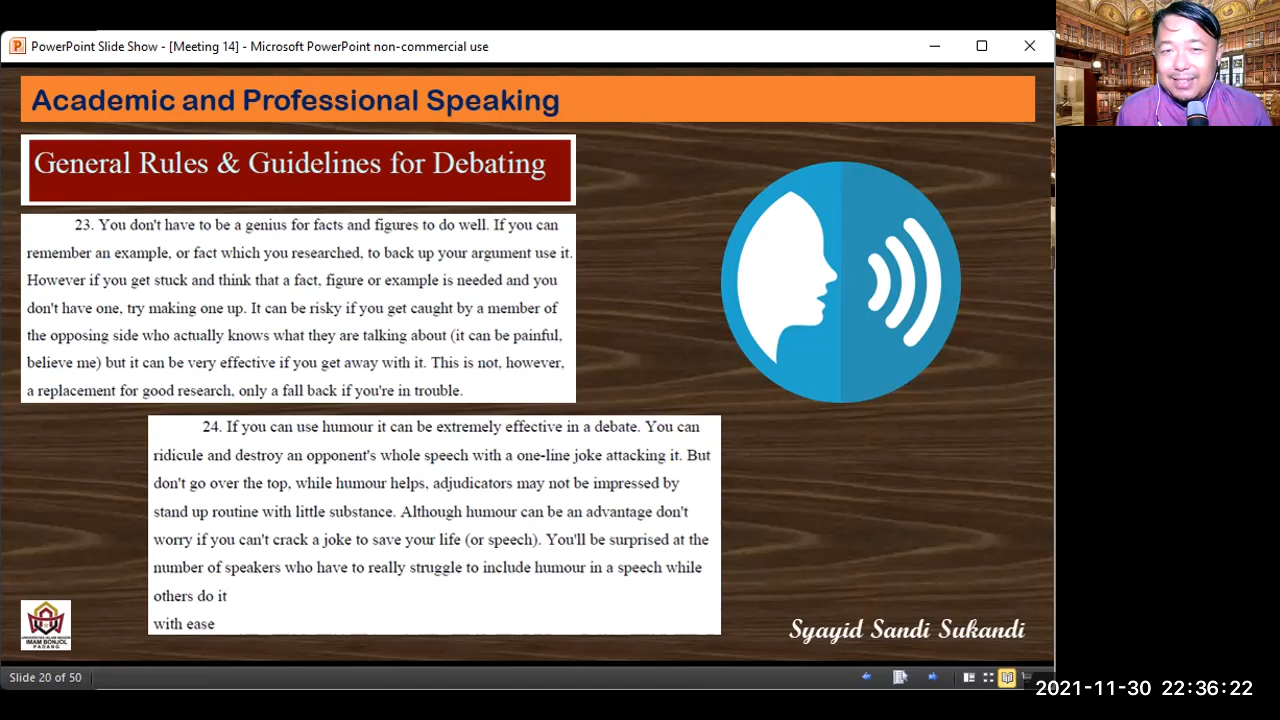 PowerPoint Slide Show - [Meeting 14] - Microsoft PowerPoint non-commercial use
Academic and Professional Speaking
General Rules & Guidelines for Debating
23. You don't have to be a genius for facts and figures to do well. If you can
remember an example, or fact which you researched, to back up your argument use it.
However if you get stuck and think that a fact, figure or example is needed and you
don't have one, try making one up. It can be risky if you get caught by a member of
the opposing side who actually knows what they are talking about (it can be painful,
believe me) but it can be very effective if you get away with it. This is not, however,
a replacement for good research, only a fall back if you're in trouble.
24. If you can use humour it can be extremely effective in a debate. You can
ridicule and destroy an opponent's whole speech with a one-line joke attacking it. But
don't go over the top, while humour helps, adjudicators may not be impressed by
stand up routine with little substance. Although humour can be an advantage don't
worry if you can't crack a joke to save your life (or speech). You'll be surprised at the
number of speakers who have to really struggle to include humour in a speech while
others do it
with ease
IMAM BONJOL
PADANG
Syayid Sandi Sukandi
Slide 20 of 50
2021-11-30 22:36:22